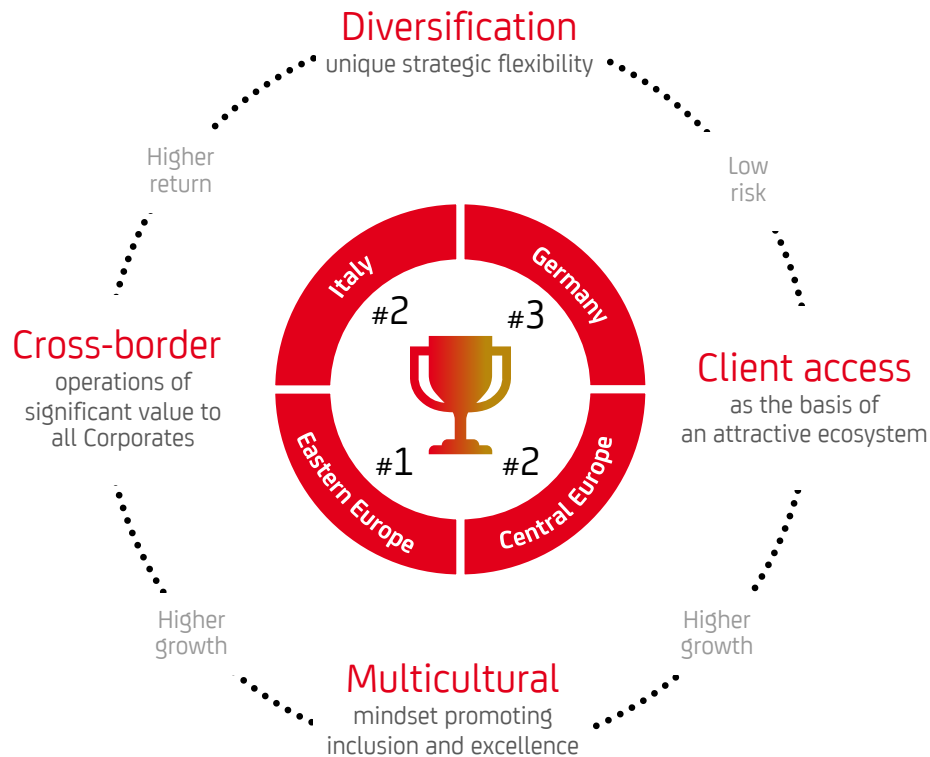 Diversification
unique strategic flexibility
Higher
return
Low
risk
Italy
Germany
#2
#3
Cross-border
operations of
significant value to
all Corporates
Client access
as the basis of
an attractive ecosystem
#1
#2
Eastern Europe
Central Europe
Higher
growth
Higher
growth
Multicultural
mindset promoting
inclusion and excellence